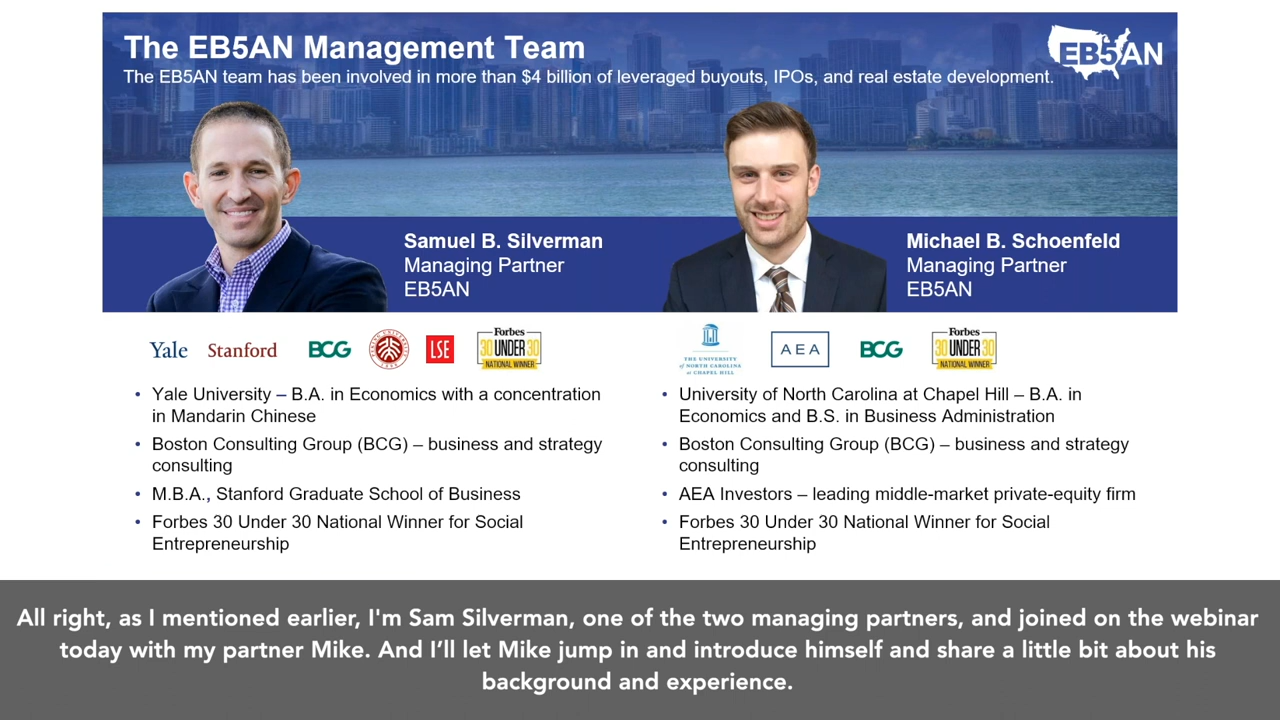 The EB5AN Management Team
EB5AN
The EB5AN team has been involved in more than $4 billion of leveraged buyouts, IPOs, and real estate development.
Samuel B. Silverman
Managing Partner
EB5AN
Michael B. Schoenfeld
Managing Partner
EB5AN
Yale
Stanford
BCG
LSE
Forbes
30 UNDER 30
NATIONAL WINNER
• Yale University – B.A. in Economics with a concentration
in Mandarin Chinese
• Boston Consulting Group (BCG) – business and strategy
consulting
• M.B.A., Stanford Graduate School of Business
• Forbes 30 Under 30 National Winner for Social
Entrepreneurship
THE UNIVERSITY
of NORTH CAROLINA
at CHAPEL HILL
AEA
BCG
Forbes
30 UNDER 30
NATIONAL WINNER
• University of North Carolina at Chapel Hill – B.A. in
Economics and B.S. in Business Administration
• Boston Consulting Group (BCG) – business and strategy
consulting
• AEA Investors – leading middle-market private-equity firm
• Forbes 30 Under 30 National Winner for Social
Entrepreneurship
All right, as I mentioned earlier, I'm Sam Silverman, one of the two managing partners, and joined on the webinar
today with my partner Mike. And I’ll let Mike jump in and introduce himself and share a little bit about his
background and experience.